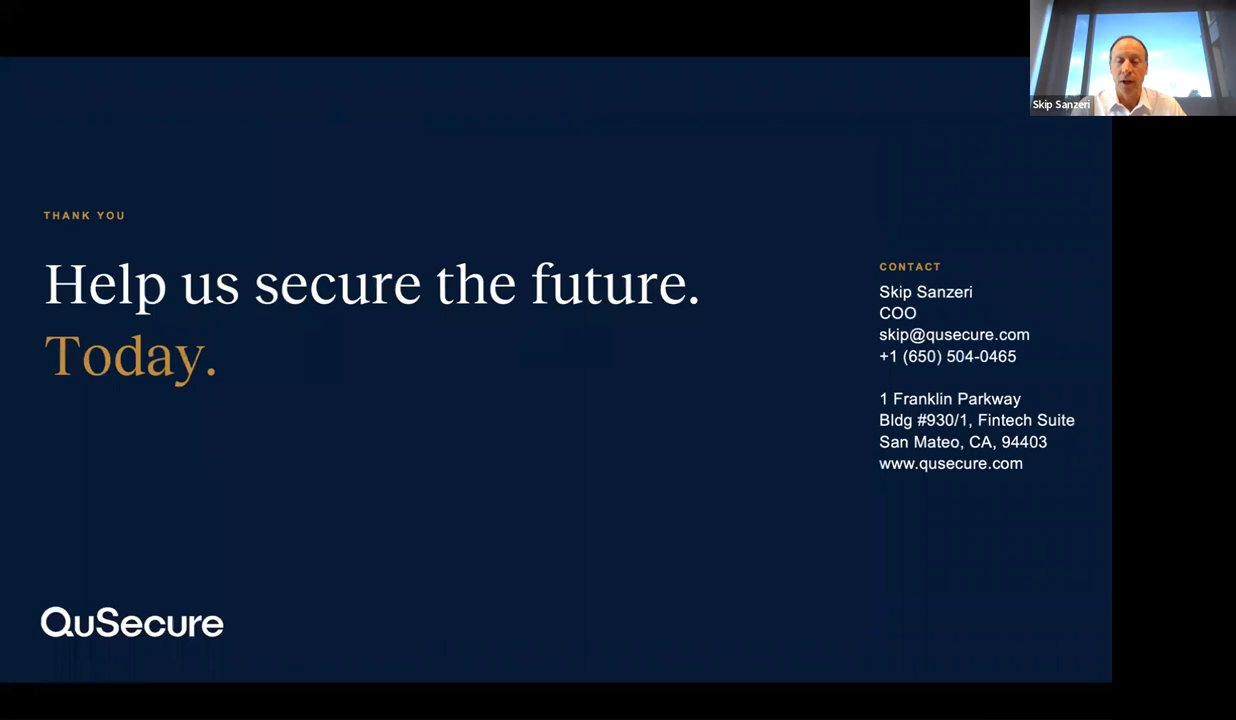 Skip Sanzeri
THANK YOU
Help us secure the future.
Today.
CONTACT
Skip Sanzeri
COO
skip@qusecure.com
+1 (650) 504-0465
1 Franklin Parkway
Bldg #930/1, Fintech Suite
San Mateo, CA, 94403
www.qusecure.com
QuSecure